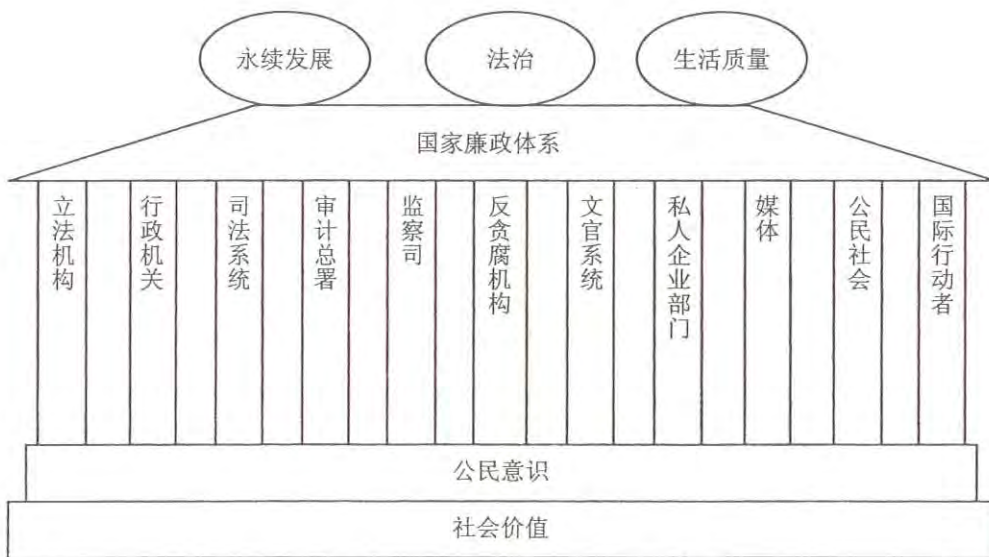 永续发展
法治
生活质量
国家廉政体系
立法机构
行政机关
司法系统
审计总署
监察司
反贪腐机构
文官系统
私人企业部门
媒体
公民社会
国际行动者
公民意识
社会价值